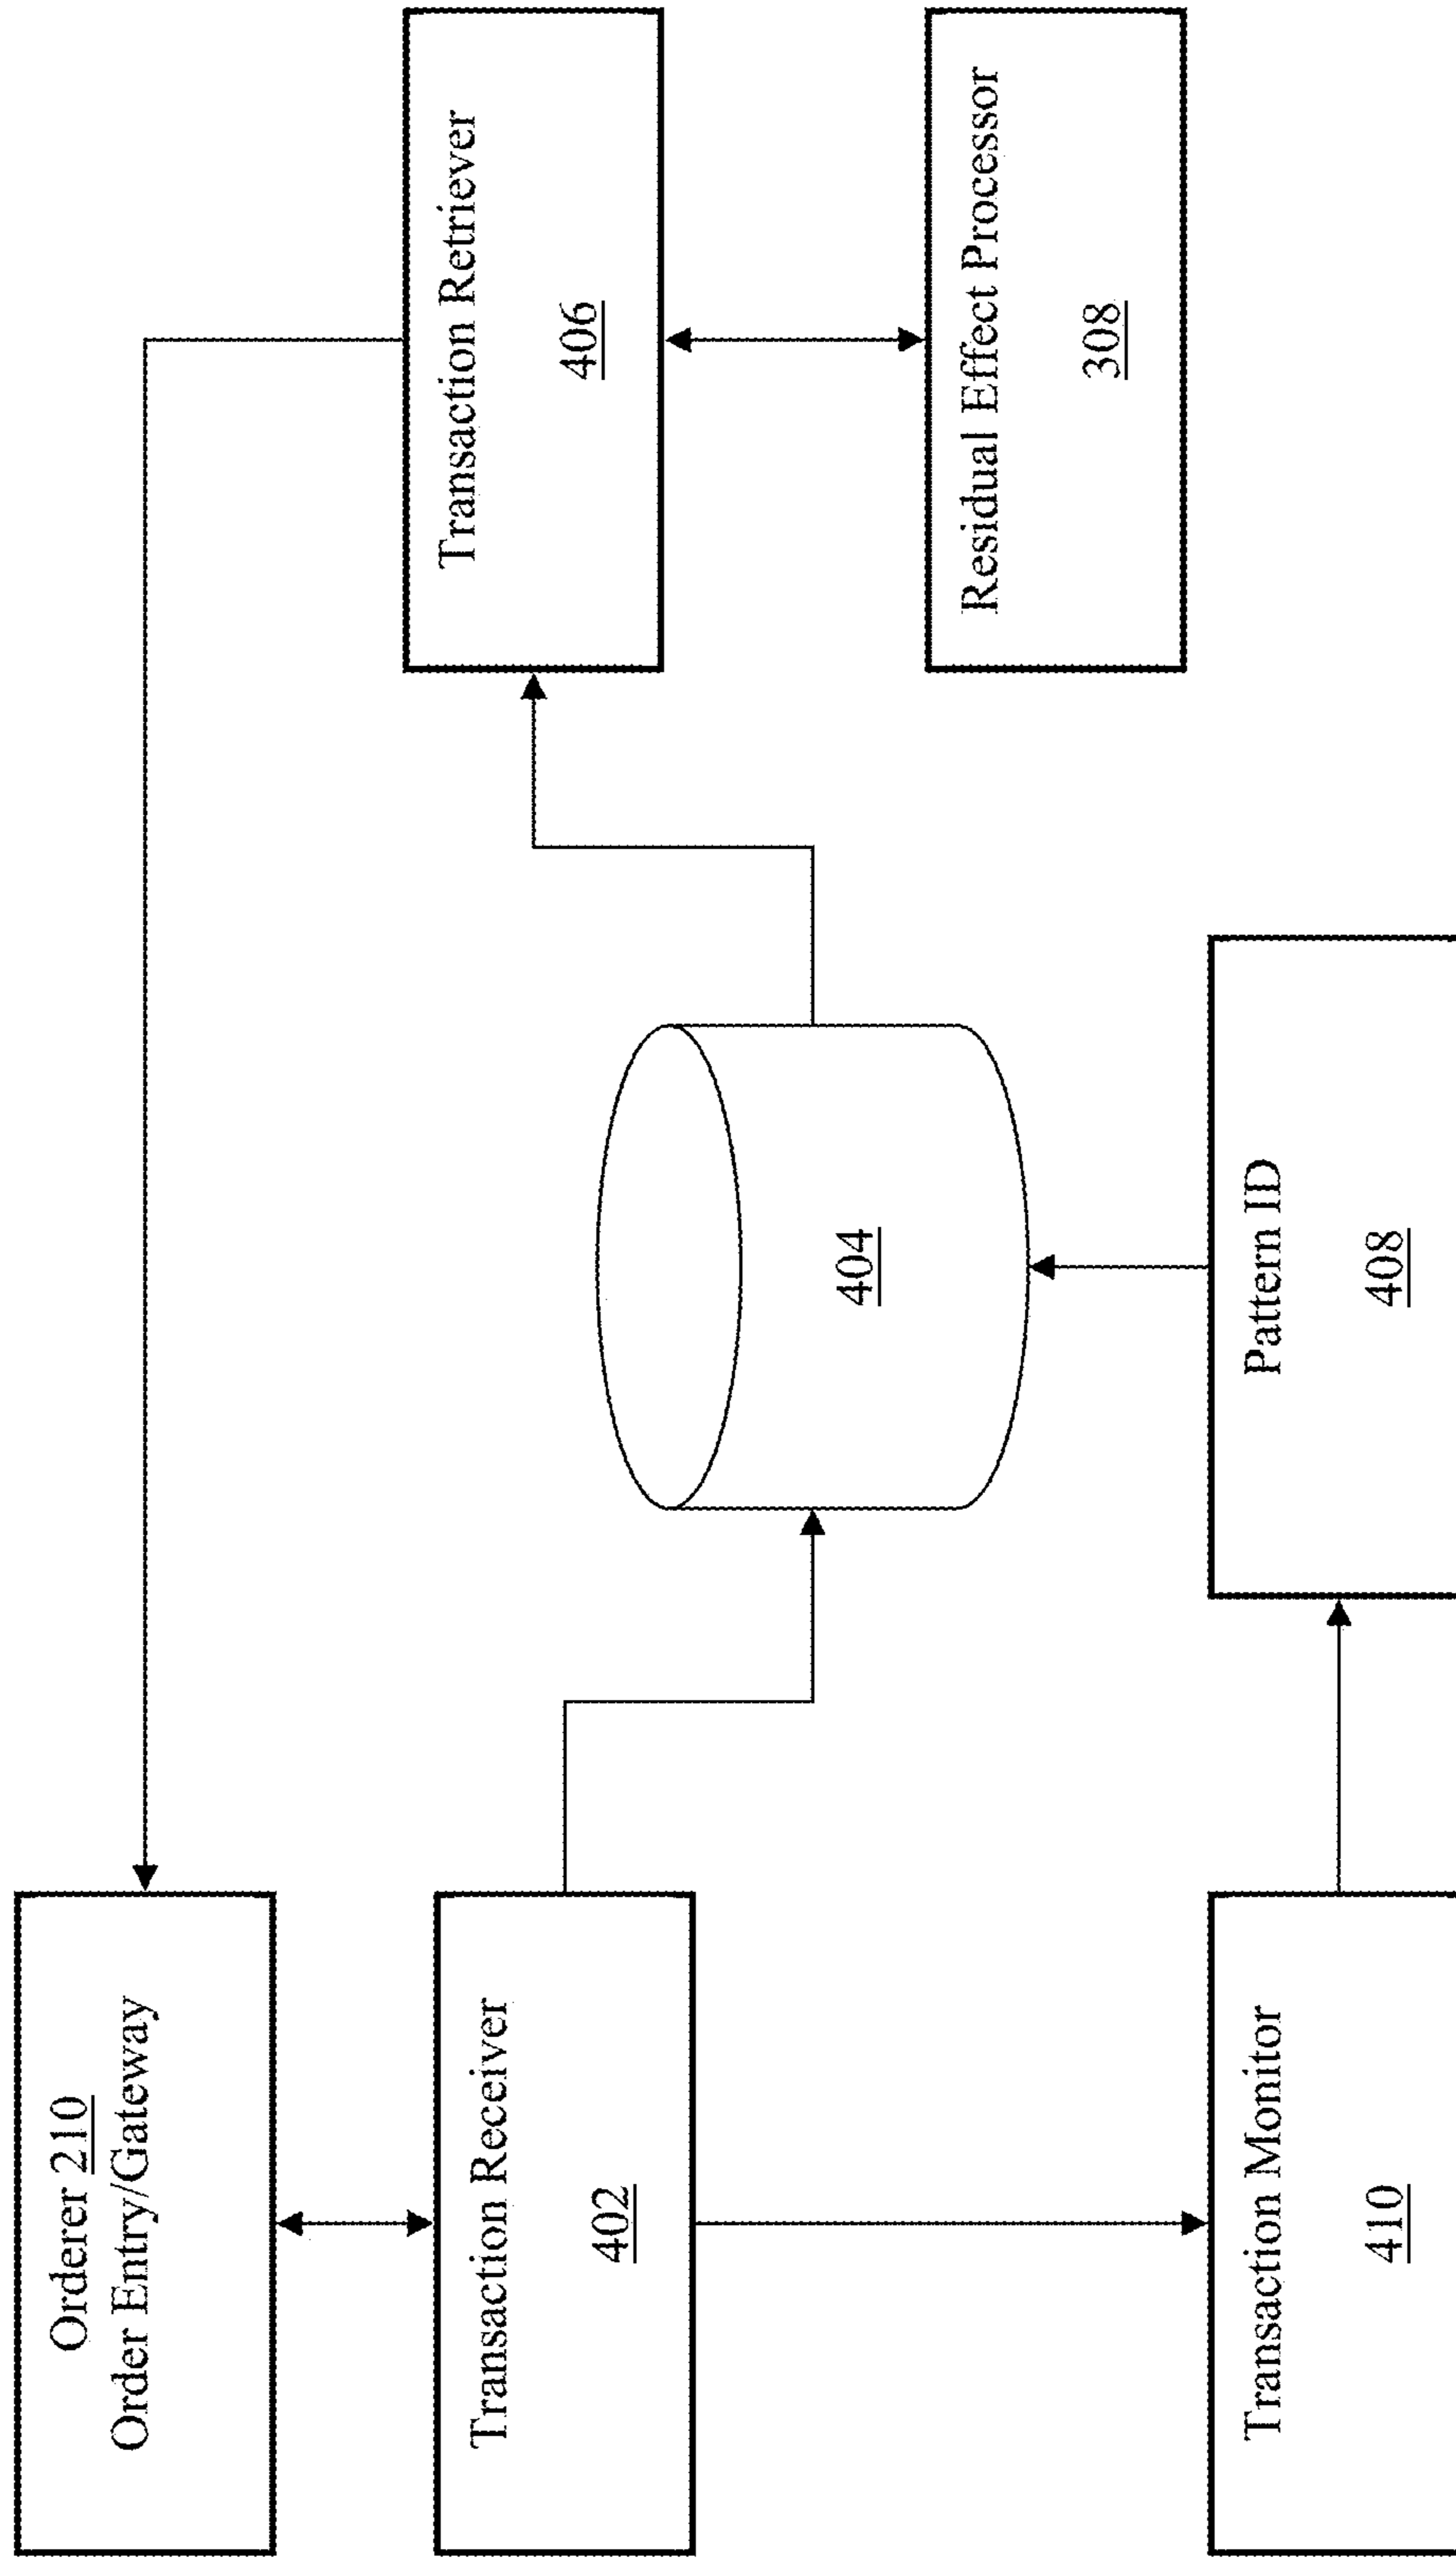 Orderer 210
Order Entry/Gateway
Transaction Receiver
402
Transaction Monitor
410
404
Pattern ID
408
Transaction Retriever
406
Residual Effect Processor
308